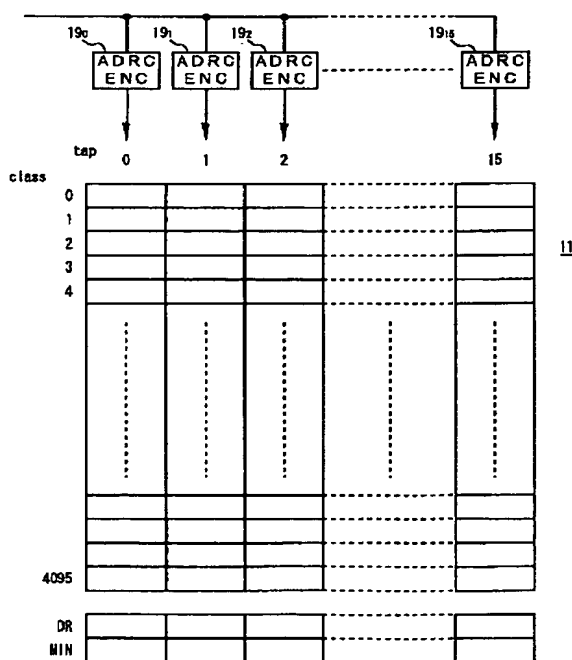 19₀ 19₁ 19₂ 19₁₅
ADRC ADRC ADRC ADRC
ENC ENC ENC ENC
tap 0 1 2 15
class
0
1
2
3
4
11
4095
DR
MIN